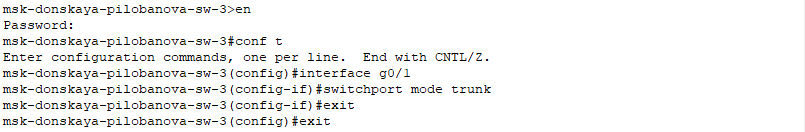 msk-donskaya-pilobanova-sw-3>en
Password:
msk-donskaya-pilobanova-sw-3#conf t
Enter configuration commands, one per line.  End with CNTL/Z.
msk-donskaya-pilobanova-sw-3(config)#interface g0/1
msk-donskaya-pilobanova-sw-3(config-if)#switchport mode trunk
msk-donskaya-pilobanova-sw-3(config-if)#exit
msk-donskaya-pilobanova-sw-3(config)#exit